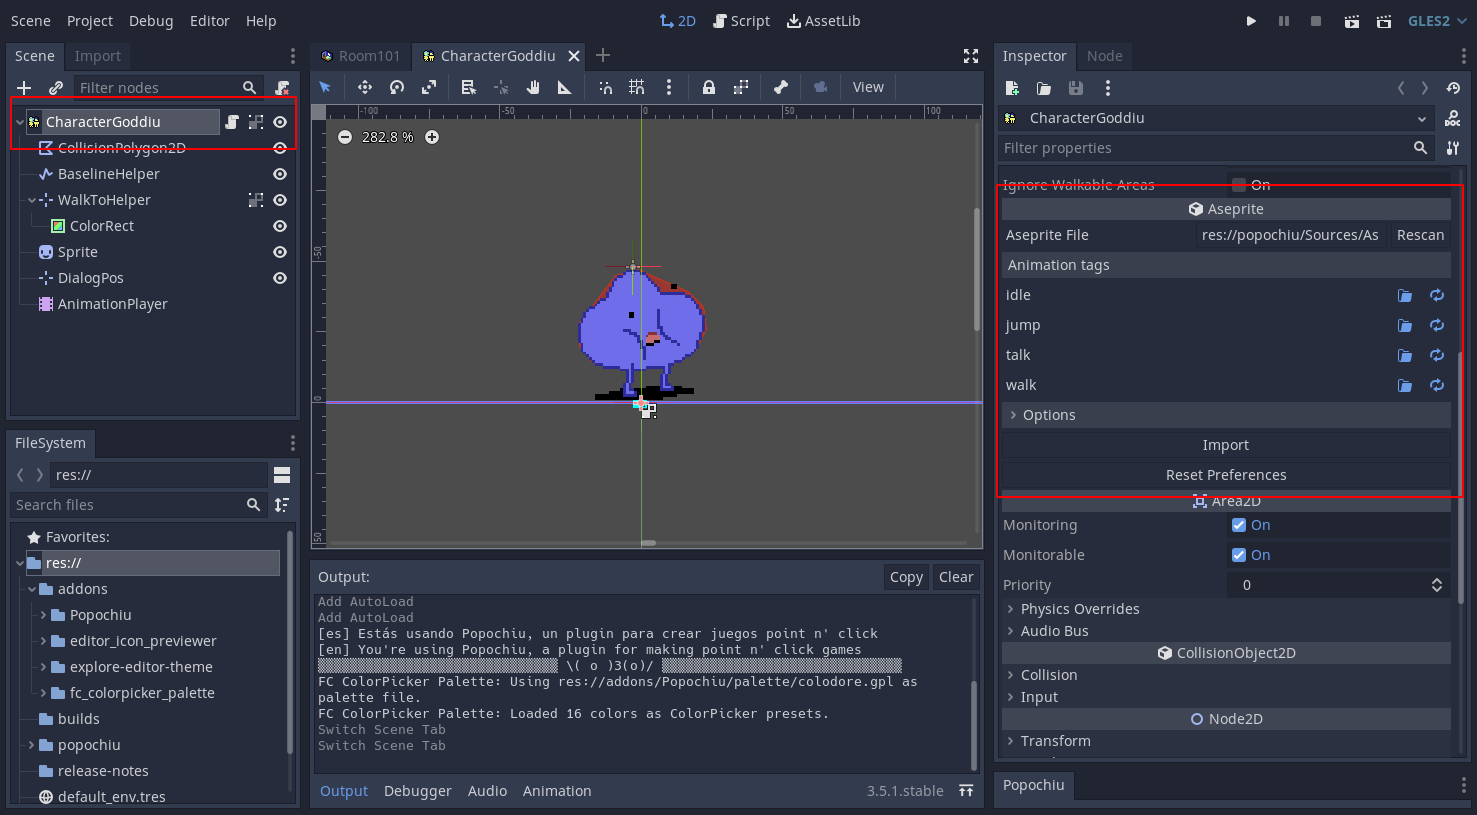 Scene Project Debug Editor Help
2D Script AssetLib
GLES2
Scene Import
Filter nodes
CharacterGoddiu
CollisionPolygon2D
BaselineHelper
WalkToHelper
ColorRect
Sprite
DialogPos
AnimationPlayer
FileSystem
res://
Search files
Favorites:
res://
addons
Popochiu
editor_icon_previewer
explore-editor-theme
fc_colorpicker_palette
builds
popochiu
release-notes
default_env.tres
Room101 CharacterGoddiu
View
-100 -50 0 50 100
282.8 %
-50
0
50
Output:
Copy Clear
Add AutoLoad
Add AutoLoad
[es] Estás usando Popochiu, un plugin para crear juegos point n' click
[en] You're using Popochiu, a plugin for making point n' click games
▒▒▒▒▒▒▒▒▒▒▒▒▒▒▒▒▒▒▒▒▒▒▒▒▒▒▒▒▒▒ \( o )3(o)/ ▒▒▒▒▒▒▒▒▒▒▒▒▒▒▒▒▒▒▒▒▒▒▒▒▒▒▒▒▒▒
FC ColorPicker Palette: Using res://addons/Popochiu/palette/colodore.gpl as
palette file.
FC ColorPicker Palette: Loaded 16 colors as ColorPicker presets.
Switch Scene Tab
Switch Scene Tab
Output Debugger Audio Animation
3.5.1.stable
Inspector Node
CharacterGoddiu
DOC
Filter properties
Ignore Walkable Areas On
Aseprite
Aseprite File res://popochiu/Sources/As Rescan
Animation tags
idle
jump
talk
walk
Options
Import
Reset Preferences
Area2D
Monitoring On
Monitorable On
Priority 0
Physics Overrides
Audio Bus
CollisionObject2D
Collision
Input
Node2D
Transform
Popochiu